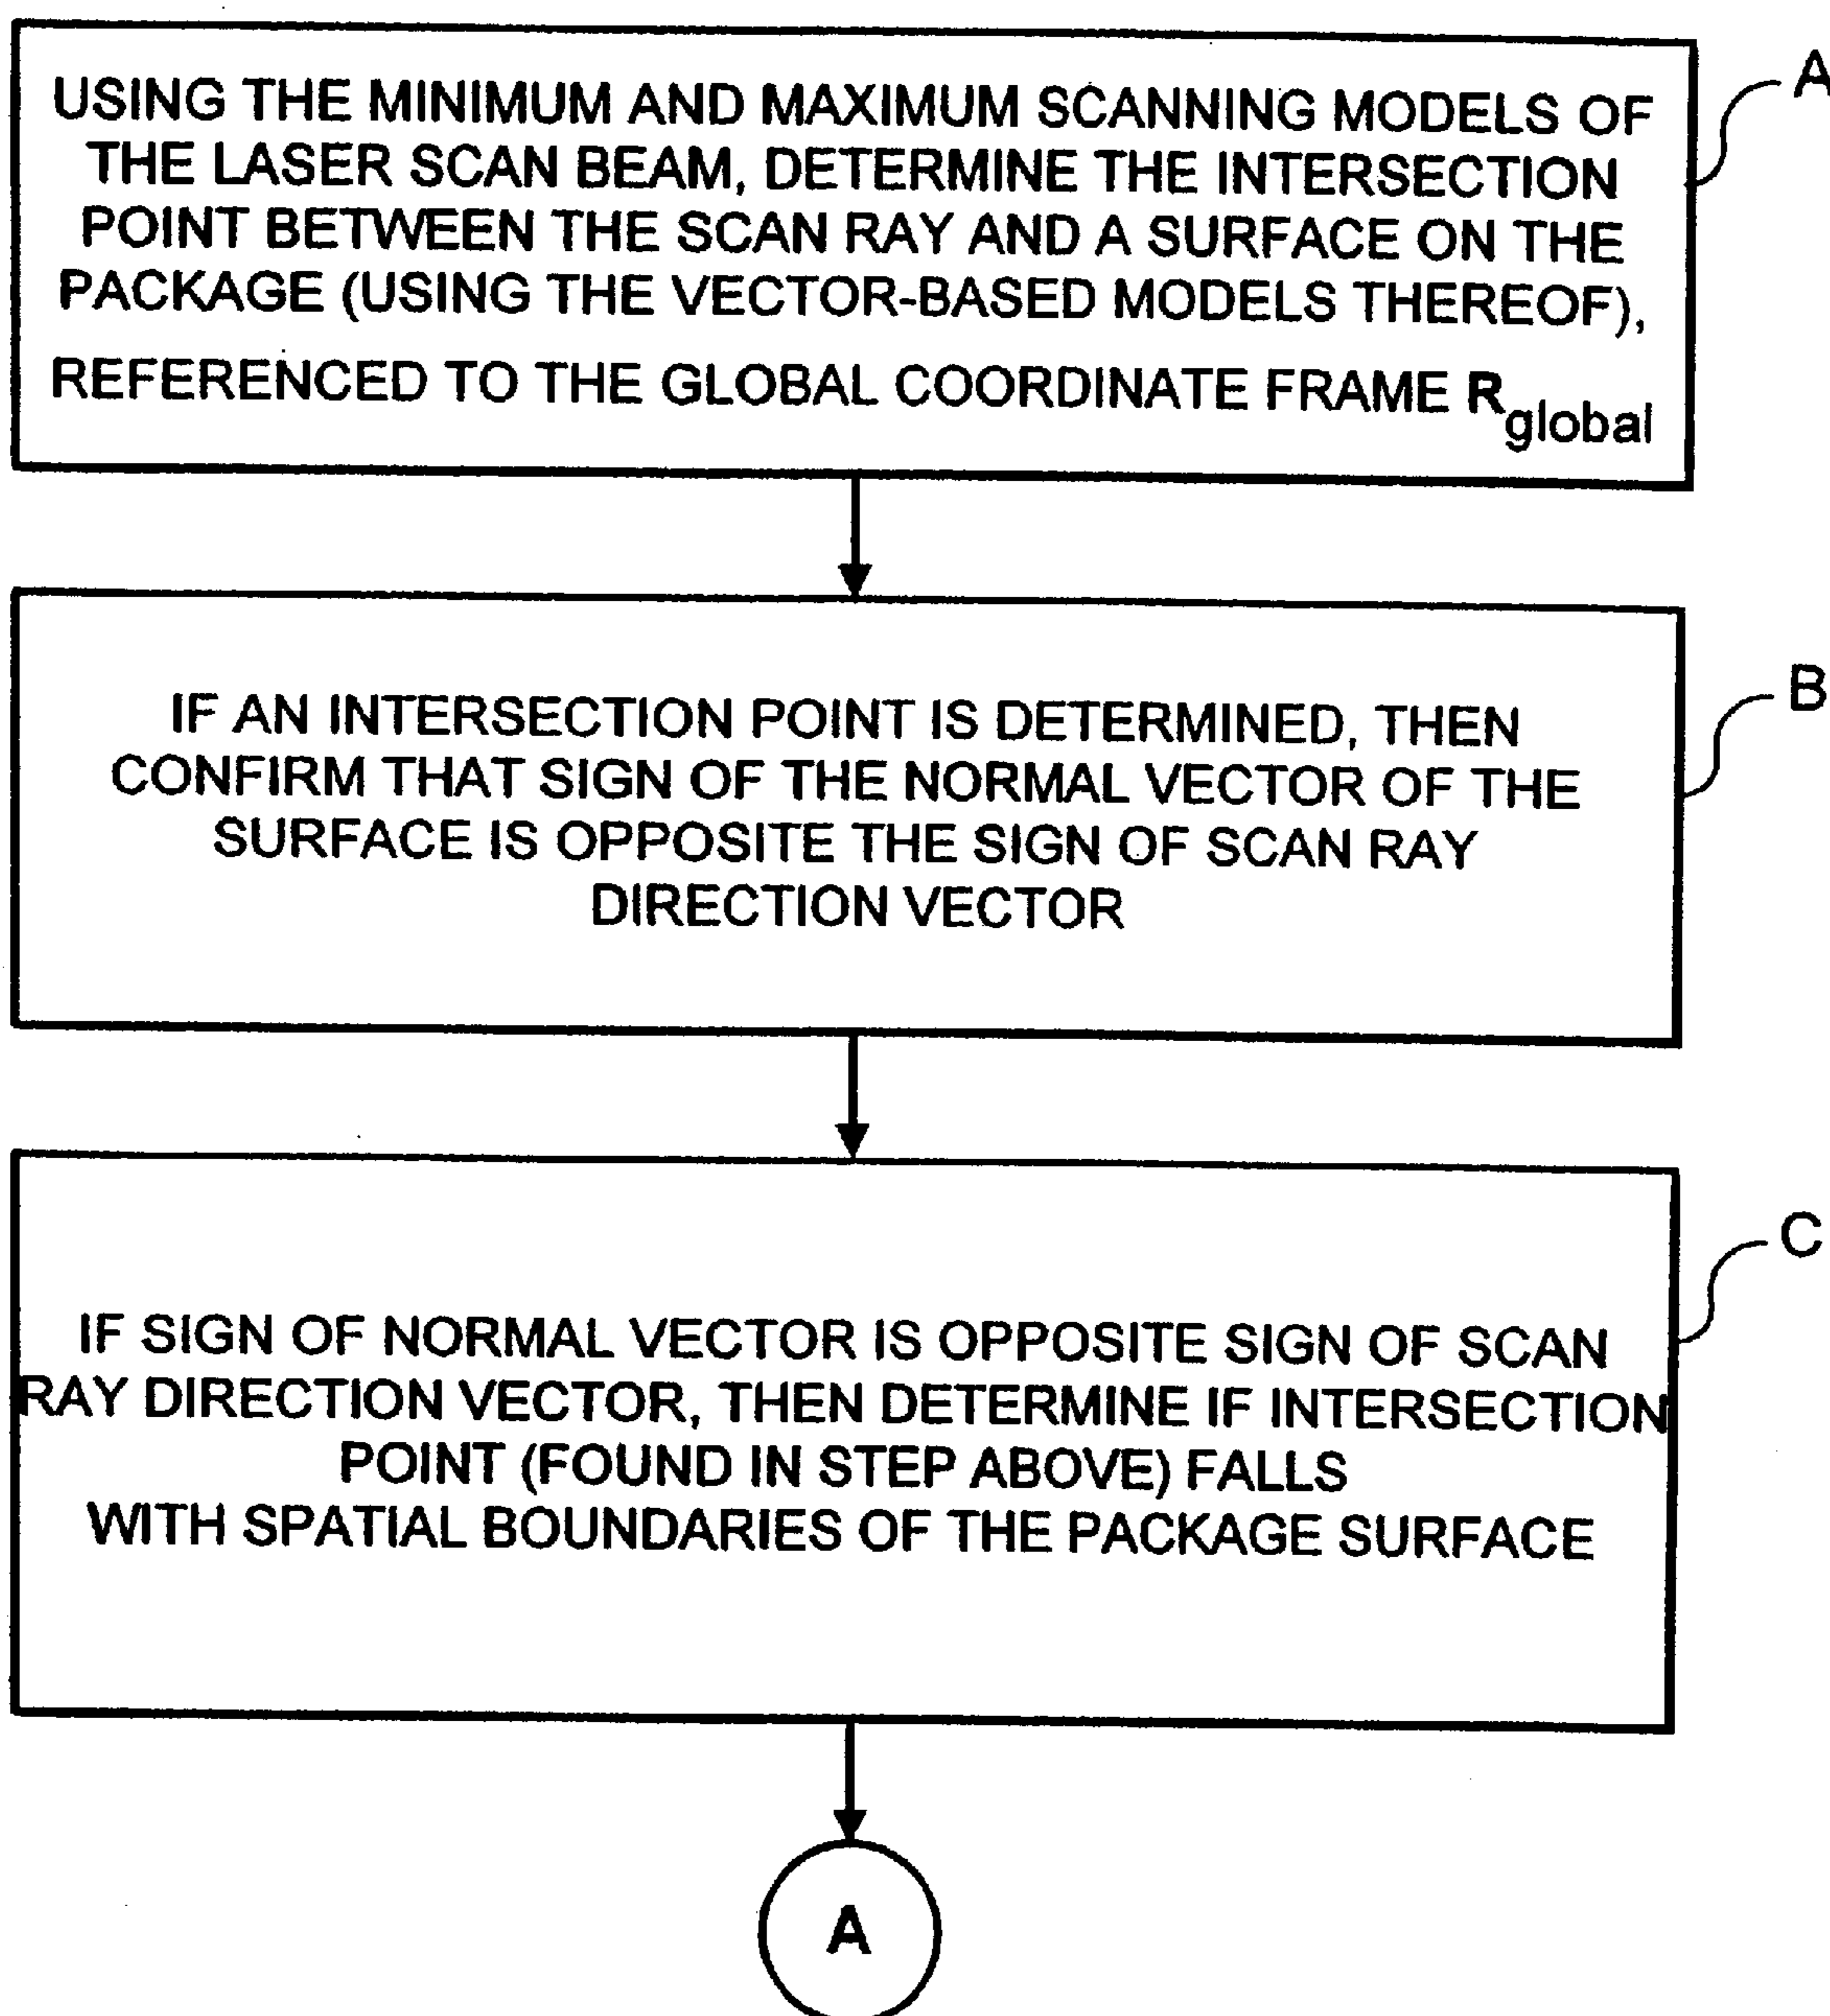 USING THE MINIMUM AND MAXIMUM SCANNING MODELS OF
THE LASER SCAN BEAM, DETERMINE THE INTERSECTION
POINT BETWEEN THE SCAN RAY AND A SURFACE ON THE
PACKAGE (USING THE VECTOR-BASED MODELS THEREOF),
REFERENCED TO THE GLOBAL COORDINATE FRAME Rglobal
A
IF AN INTERSECTION POINT IS DETERMINED, THEN
CONFIRM THAT SIGN OF THE NORMAL VECTOR OF THE
SURFACE IS OPPOSITE THE SIGN OF SCAN RAY
DIRECTION VECTOR
B
IF SIGN OF NORMAL VECTOR IS OPPOSITE SIGN OF SCAN
RAY DIRECTION VECTOR, THEN DETERMINE IF INTERSECTION
POINT (FOUND IN STEP ABOVE) FALLS
WITH SPATIAL BOUNDARIES OF THE PACKAGE SURFACE
C
A